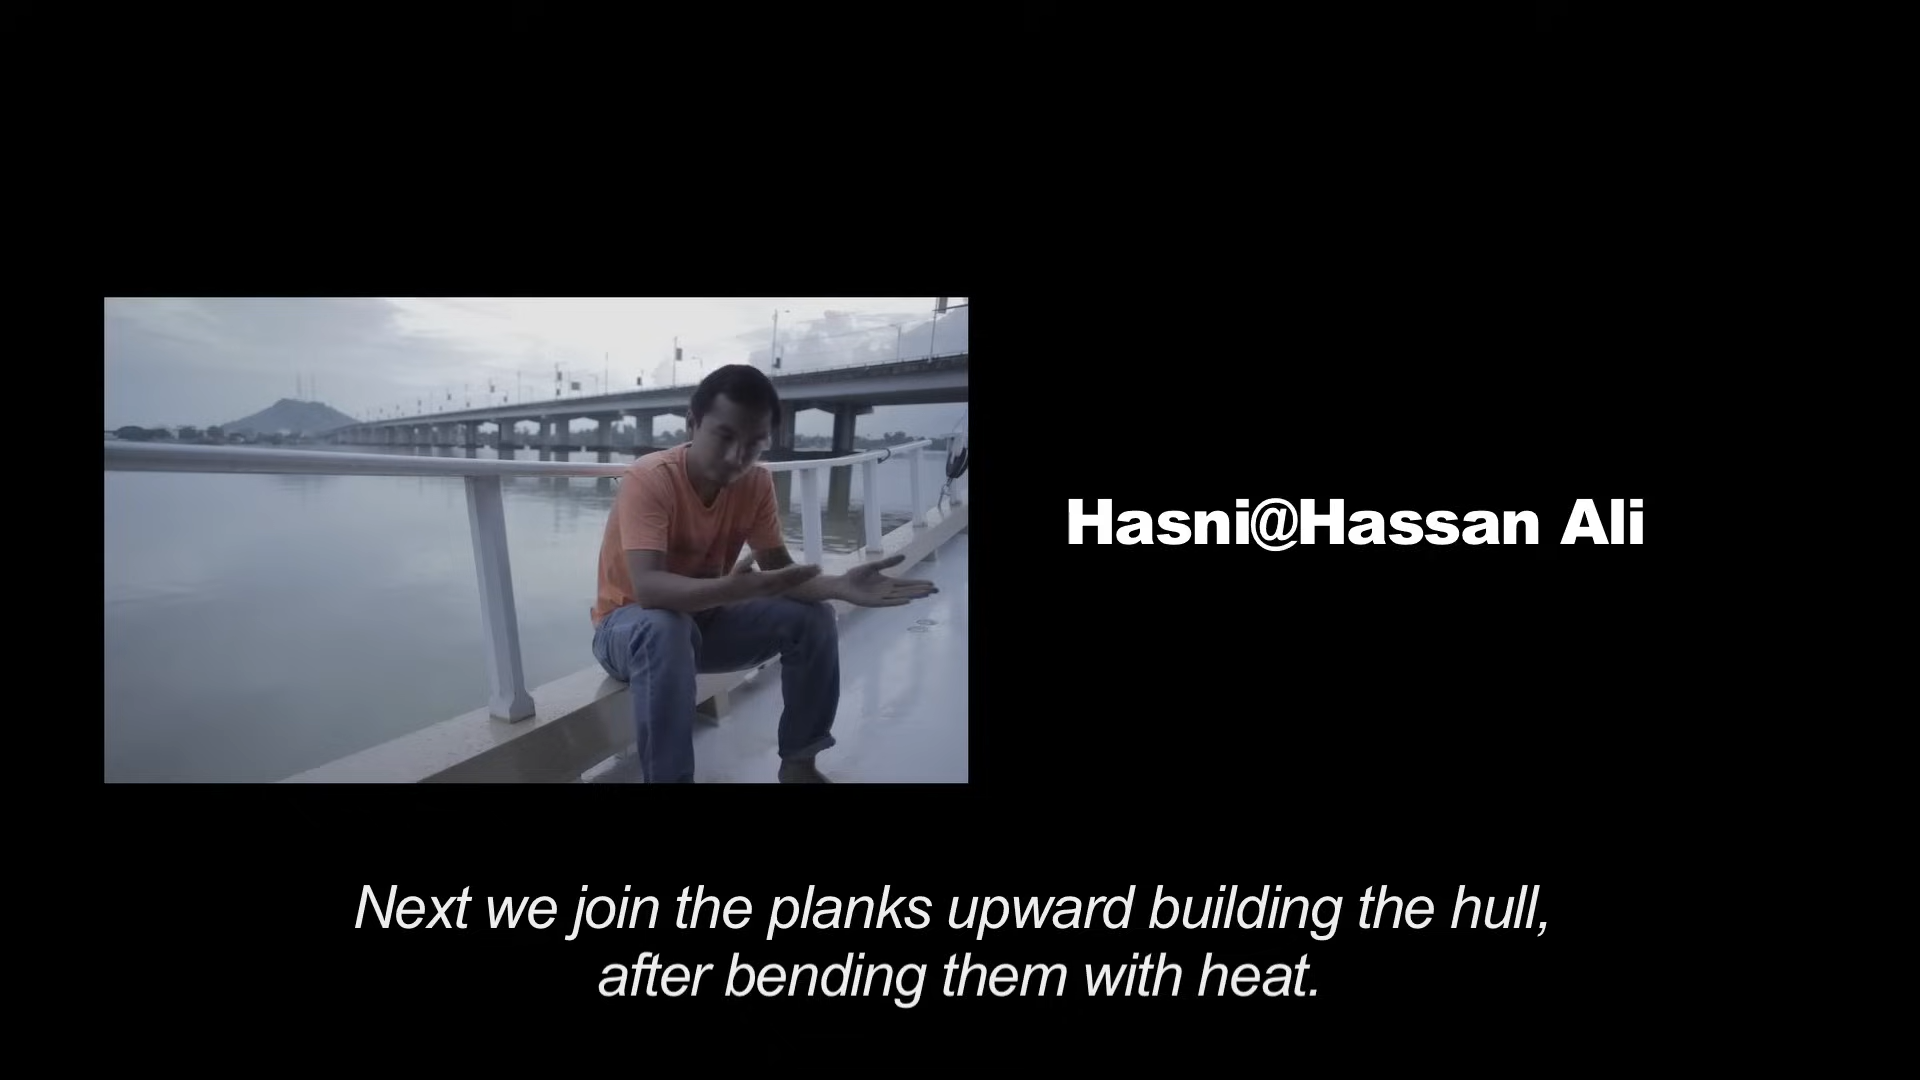 Hasni@Hassan Ali
Next we join the planks upward building the hull,
after bending them with heat.